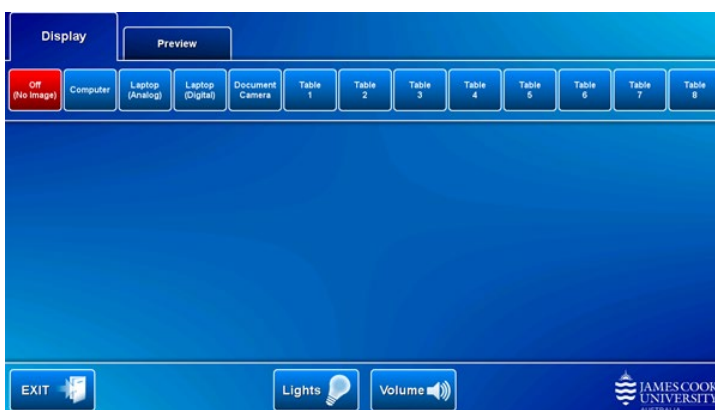 Display
Preview
Off
(No Image)
Computer
Laptop
(Analog)
Laptop
(Digital)
Document
Camera
Table
1
Table
2
Table
3
Table
4
Table
5
Table
6
Table
7
Table
8
EXIT
Lights
Volume
JAMES COOK
UNIVERSITY
AUSTRALIA